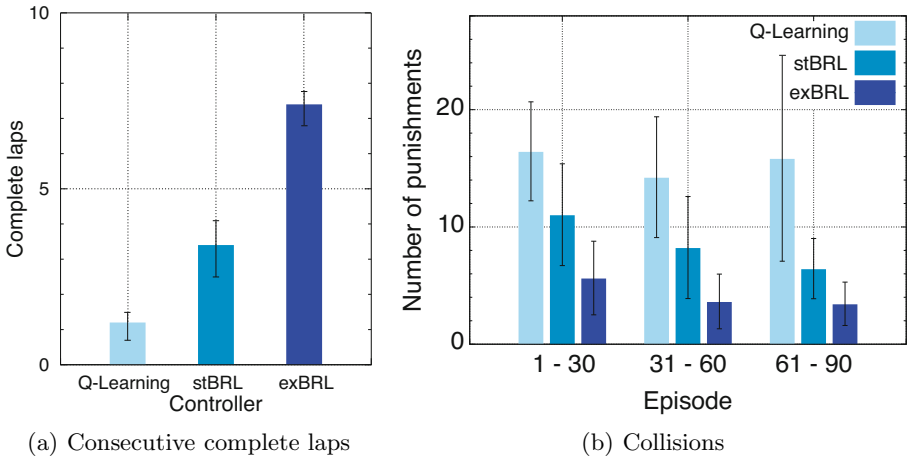 10
5
0
Complete laps
Q-Learning stBRL exBRL
Controller
(a) Consecutive complete laps
Q-Learning
stBRL
exBRL
20
10
0
Number of punishments
1 - 30 31 - 60 61 - 90
Episode
(b) Collisions